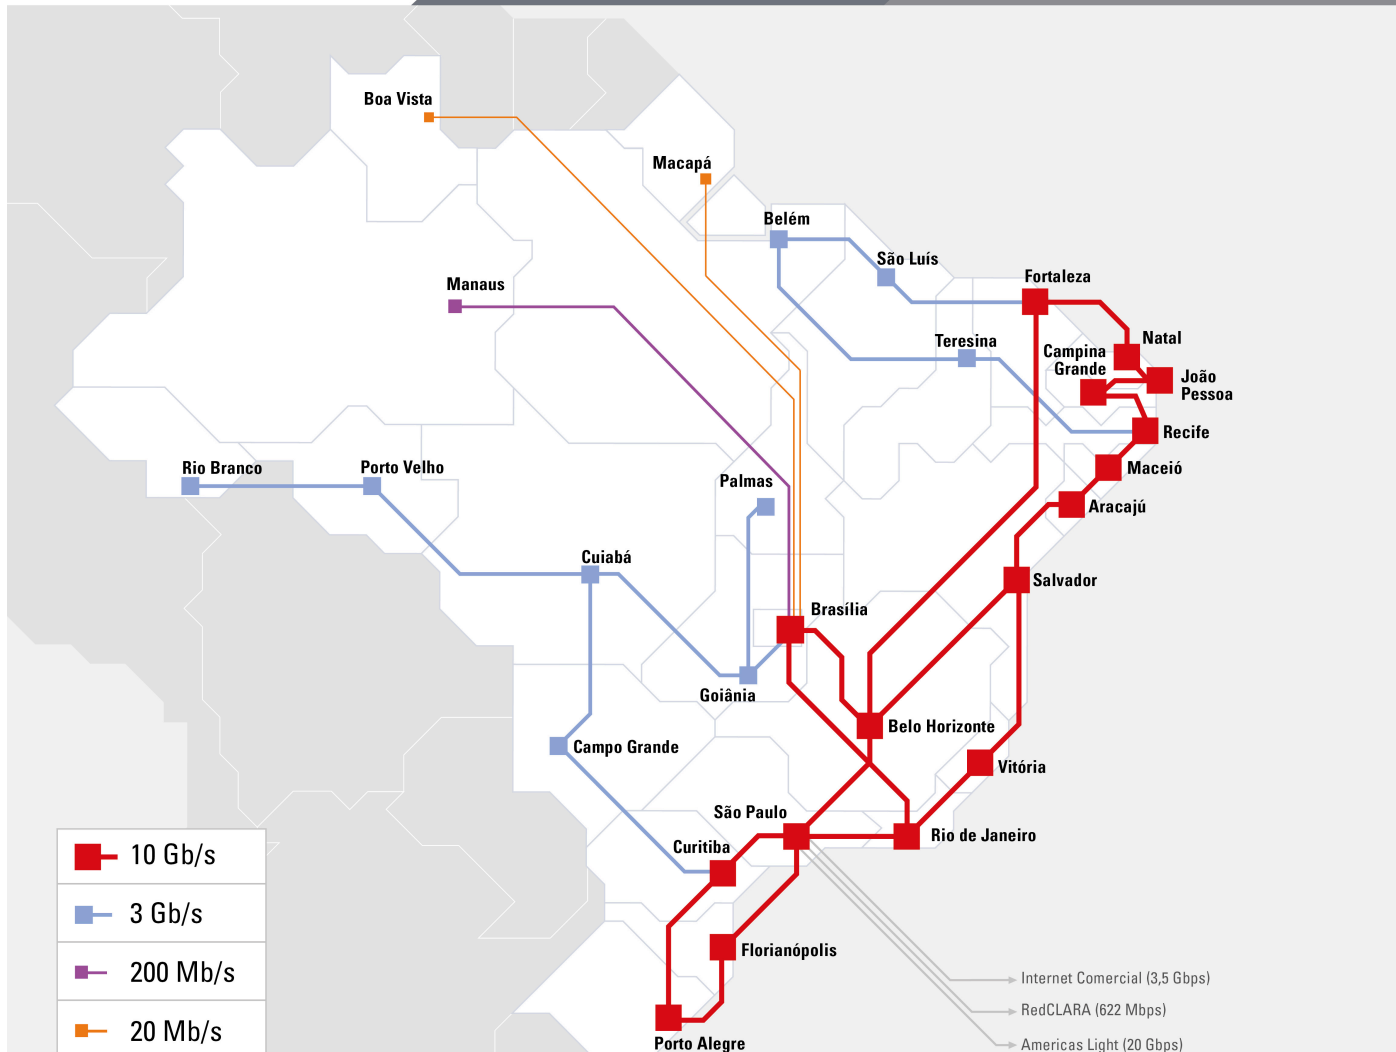 Boa Vista
Macapá
Belém
São Luís
Fortaleza
Manaus
Natal
Teresina
Campina
Grande
João
Pessoa
Recife
Rio Branco
Porto Velho
Maceió
Palmas
Aracajú
Cuiabá
Salvador
Brasília
Goiânia
Belo Horizonte
Campo Grande
Vitória
São Paulo
Rio de Janeiro
Curitiba
Florianópolis
Porto Alegre
10 Gb/s
3 Gb/s
200 Mb/s
20 Mb/s
Internet Comercial (3,5 Gbps)
RedCLARA (622 Mbps)
Americas Light (20 Gbps)